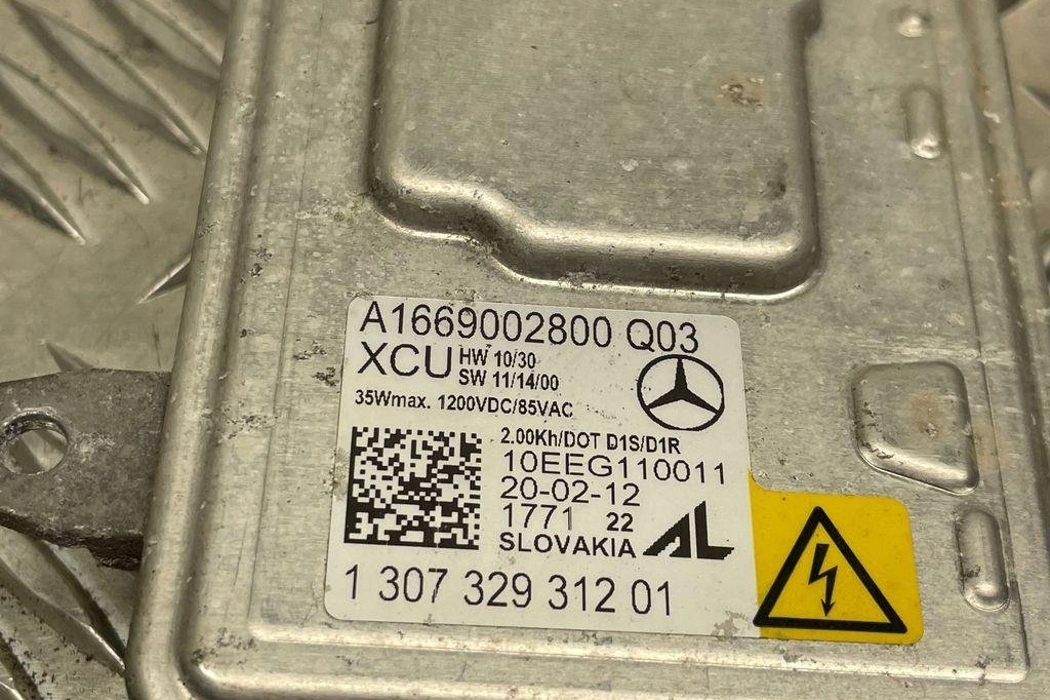 A1669002800 Q03
XCU HW 10/30
SW 11/14/00
35Wmax. 1200VDC/85VAC
2.00Kh/DOT D1S/D1R
10EEG110011
20-02-12
1771 22
SLOVAKIA AL
1 307 329 312 01